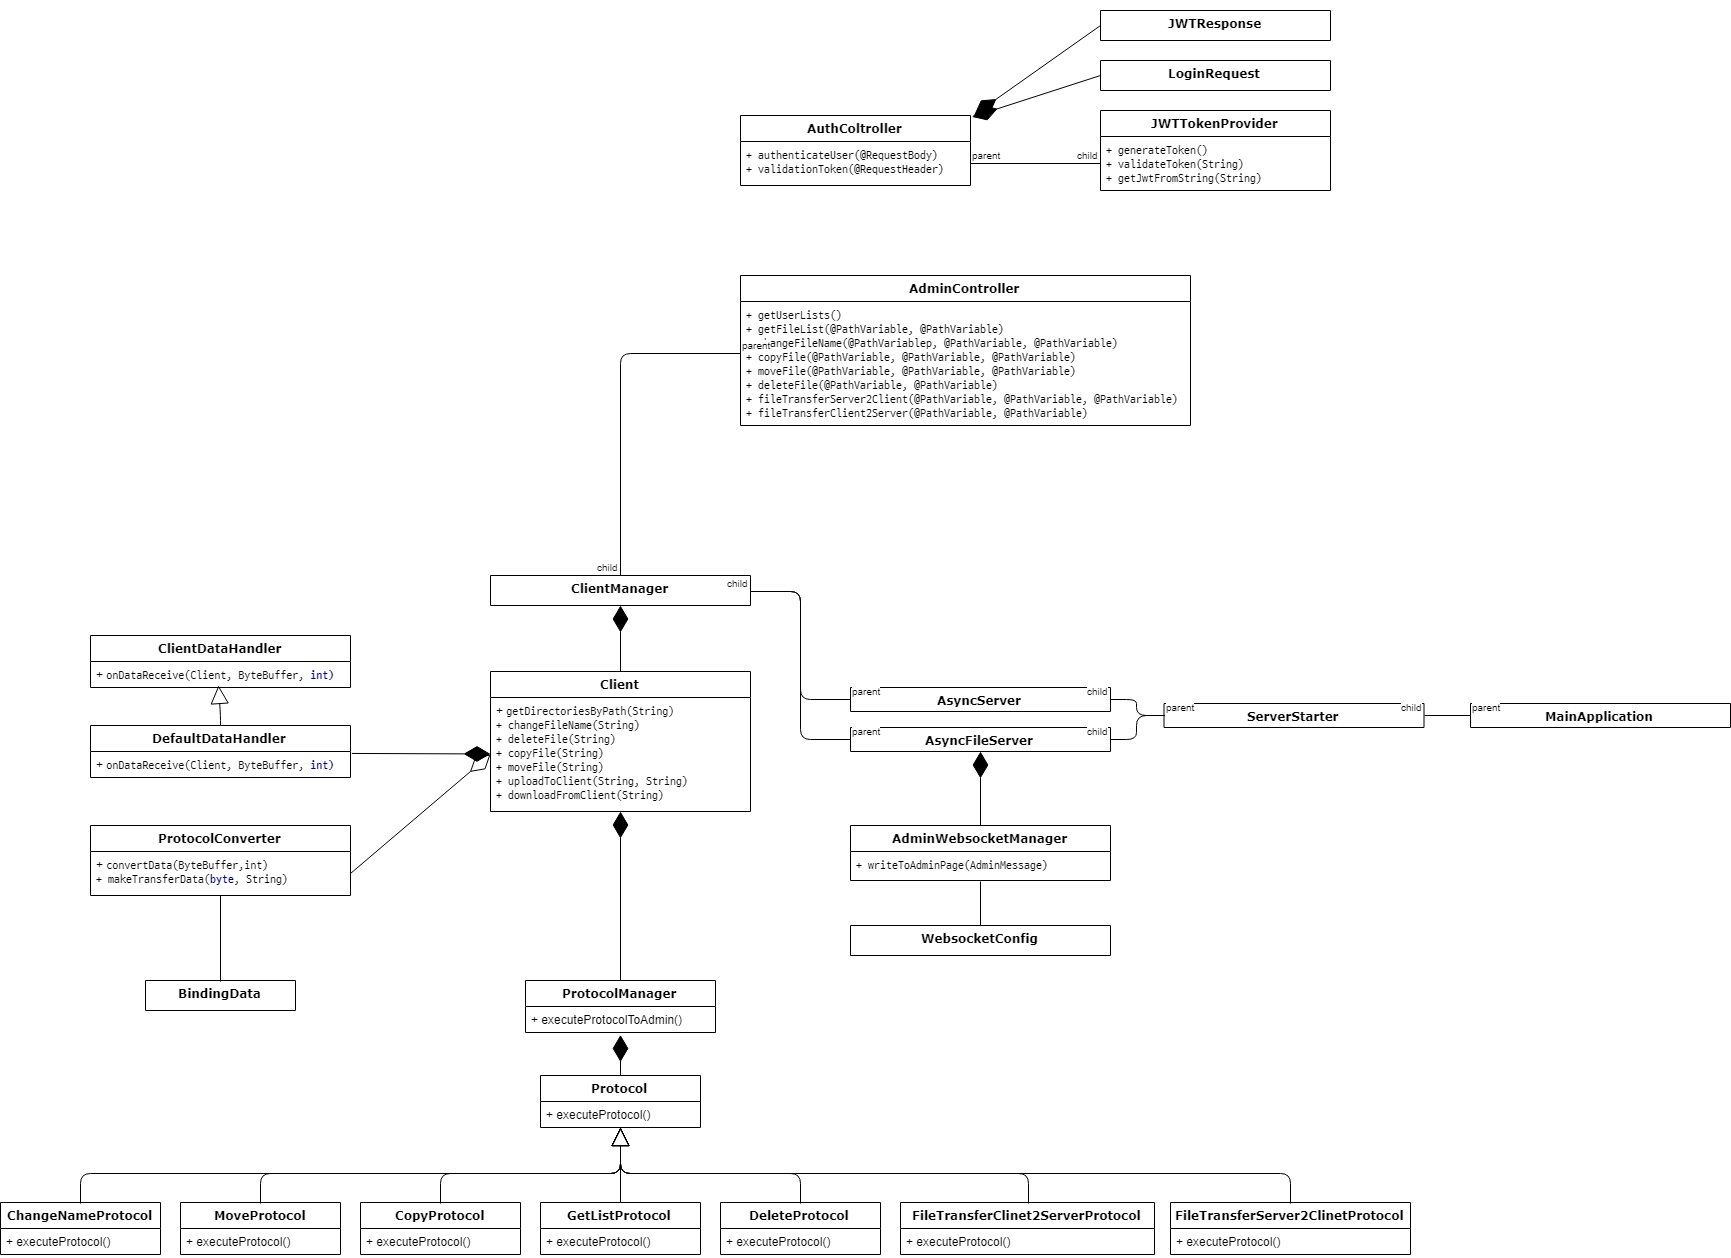 JWTResponse
LoginRequest
AuthColtroller
+ authenticateUser(@RequestBody)
+ validationToken(@RequestHeader)
parent
child
JWTTokenProvider
+ generateToken()
+ validateToken(String)
+ getJwtFromString(String)
AdminController
+ getUserLists()
+ getFileList(@PathVariable, @PathVariable)
parent
angeFileName(@PathVariablep, @PathVariable, @PathVariable)
+ copyFile(@PathVariable, @PathVariable, @PathVariable)
+ moveFile(@PathVariable, @PathVariable, @PathVariable)
+ deleteFile(@PathVariable, @PathVariable)
+ fileTransferServer2Client(@PathVariable, @PathVariable, @PathVariable)
+ fileTransferClient2Server(@PathVariable, @PathVariable)
child
ClientManager
child
ClientDataHandler
+ onDataReceive(Client, ByteBuffer, int)
DefaultDataHandler
+ onDataReceive(Client, ByteBuffer, int)
Client
+ getDirectoriesByPath(String)
+ changeFileName(String)
+ deleteFile(String)
+ copyFile(String)
+ moveFile(String)
+ uploadToClient(String, String)
+ downloadFromClient(String)
parent
child
AsyncServer
parent
child
AsyncFileServer
parent
child
ServerStarter
parent
MainApplication
ProtocolConverter
+ convertData(ByteBuffer,int)
+ makeTransferData(byte, String)
AdminWebsocketManager
+ writeToAdminPage(AdminMessage)
WebsocketConfig
BindingData
ProtocolManager
+ executeProtocolToAdmin()
Protocol
+ executeProtocol()
ChangeNameProtocol
+ executeProtocol()
MoveProtocol
+ executeProtocol()
CopyProtocol
+ executeProtocol()
GetListProtocol
+ executeProtocol()
DeleteProtocol
+ executeProtocol()
FileTransferClinet2ServerProtocol
+ executeProtocol()
FileTransferServer2ClinetProtocol
+ executeProtocol()